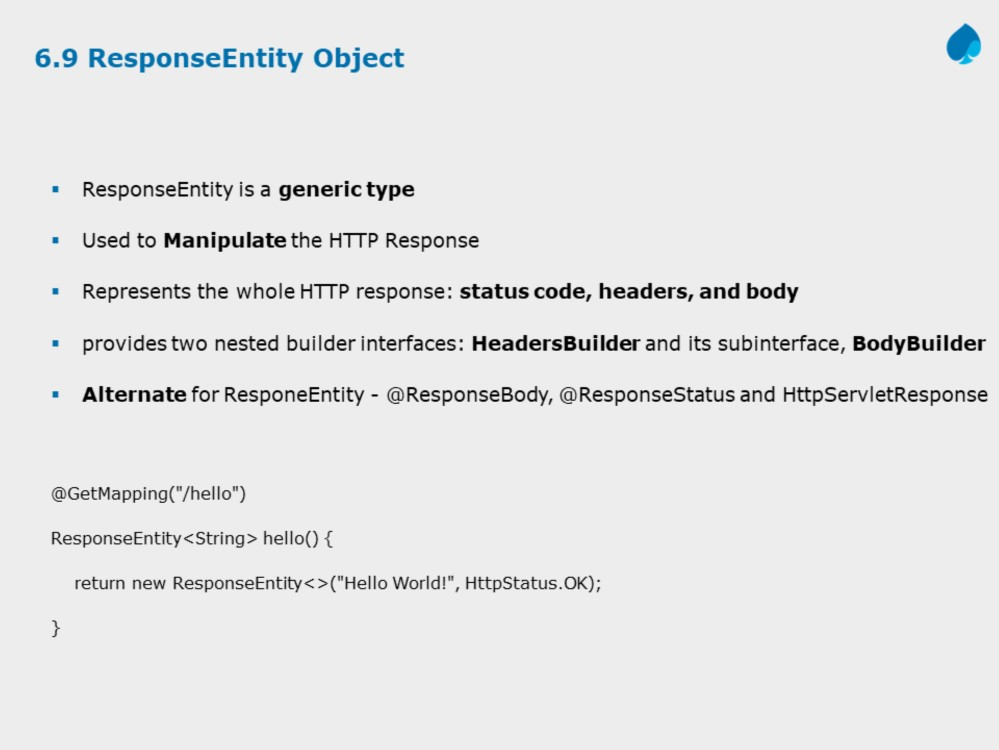 6.9 ResponseEntity Object
▪ ResponseEntity is a generic type
▪ Used to Manipulate the HTTP Response
▪ Represents the whole HTTP response: status code, headers, and body
▪ provides two nested builder interfaces: HeadersBuilder and its subinterface, BodyBuilder
▪ Alternate for ResponeEntity - @ResponseBody, @ResponseStatus and HttpServletResponse
@GetMapping("/hello")
ResponseEntity<String> hello() {
return new ResponseEntity<>("Hello World!", HttpStatus.OK);
}